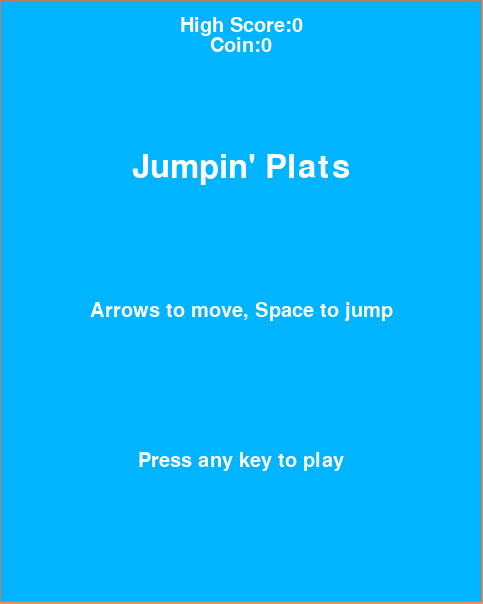 High Score:0
Coin:0
Jumpin' Plats
Arrows to move, Space to jump
Press any key to play